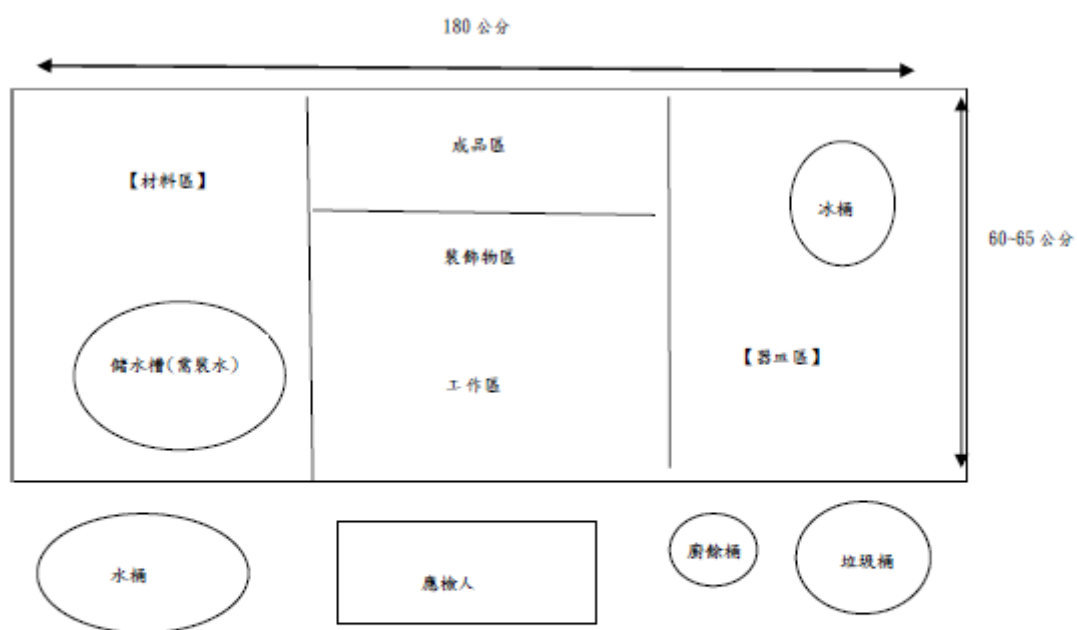 180 公分
成品區
【材料區】
冰桶
60-65 公分
裝飾物區
儲水槽(需裝水)
【器皿區】
工作區
水桶
應檢人
廚餘桶
垃圾桶